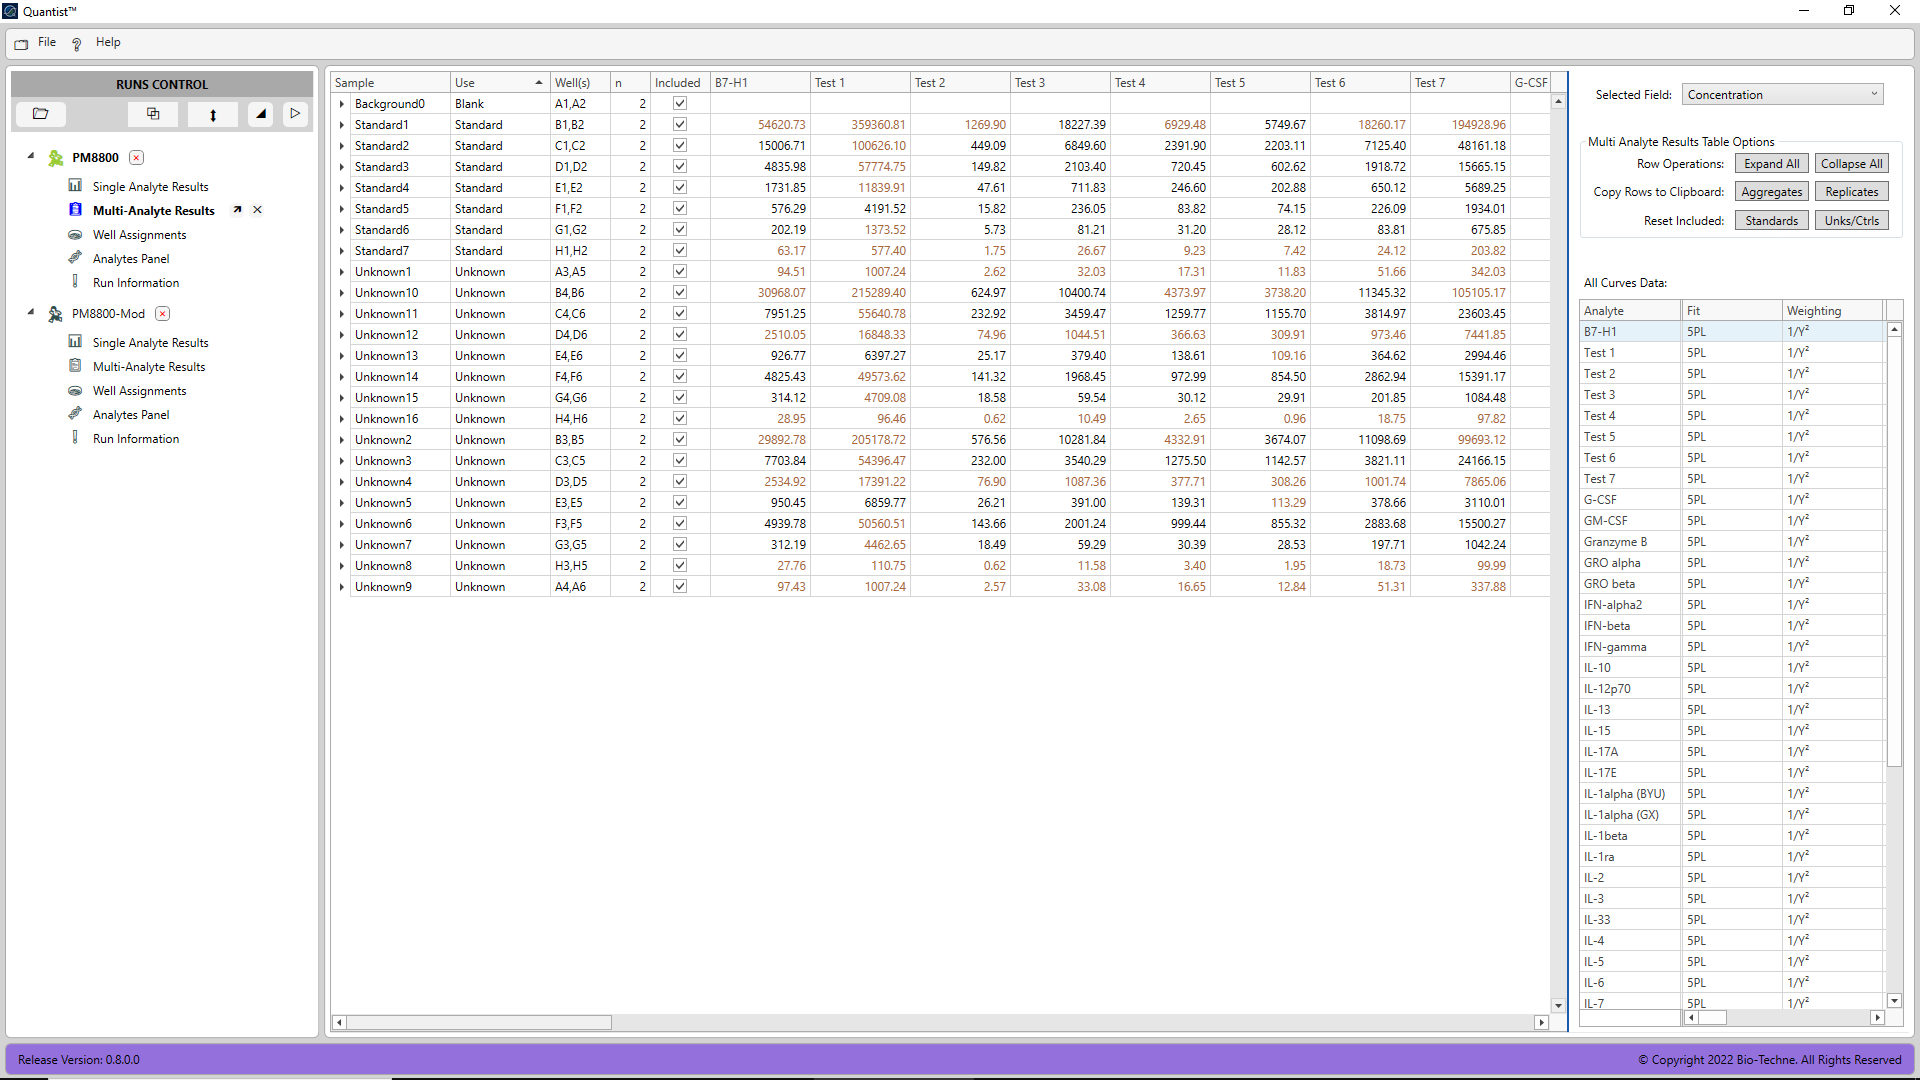 Quantist™
File Help
RUNS CONTROL
PM8800
Single Analyte Results
Multi-Analyte Results
Well Assignments
Analytes Panel
Run Information
PM8800-Mod
Single Analyte Results
Multi-Analyte Results
Well Assignments
Analytes Panel
Run Information
Sample Use Well(s) n Included B7-H1 Test 1 Test 2 Test 3 Test 4 Test 5 Test 6 Test 7 G-CSF
Background0 Blank A1,A2 2
Standard1 Standard B1,B2 2 54620.73 359360.81 1269.90 18227.39 6929.48 5749.67 18260.17 194928.96
Standard2 Standard C1,C2 2 15006.71 100626.10 449.09 6849.60 2391.90 2203.11 7125.40 48161.18
Standard3 Standard D1,D2 2 4835.98 57774.75 149.82 2103.40 720.45 602.62 1918.72 15665.15
Standard4 Standard E1,E2 2 1731.85 11839.91 47.61 711.83 246.60 202.88 650.12 5689.25
Standard5 Standard F1,F2 2 576.29 4191.52 15.82 236.05 83.82 74.15 226.09 1934.01
Standard6 Standard G1,G2 2 202.19 1373.52 5.73 81.21 31.20 28.12 83.81 675.85
Standard7 Standard H1,H2 2 63.17 577.40 1.75 26.67 9.23 7.42 24.12 203.82
Unknown1 Unknown A3,A5 2 94.51 1007.24 2.62 32.03 17.31 11.83 51.66 342.03
Unknown10 Unknown B4,B6 2 30968.07 215289.40 624.97 10400.74 4373.97 3738.20 11345.32 105105.17
Unknown11 Unknown C4,C6 2 7951.25 55640.78 232.92 3459.47 1259.77 1155.70 3814.97 23603.45
Unknown12 Unknown D4,D6 2 2510.05 16848.33 74.96 1044.51 366.63 309.91 973.46 7441.85
Unknown13 Unknown E4,E6 2 926.77 6397.27 25.17 379.40 138.61 109.16 364.62 2994.46
Unknown14 Unknown F4,F6 2 4825.43 49573.62 141.32 1968.45 972.99 854.50 2862.94 15391.17
Unknown15 Unknown G4,G6 2 314.12 4709.08 18.58 59.54 30.12 29.91 201.85 1084.48
Unknown16 Unknown H4,H6 2 28.95 96.46 0.62 10.49 2.65 0.96 18.75 97.82
Unknown2 Unknown B3,B5 2 29892.78 205178.72 576.56 10281.84 4332.91 3674.07 11098.69 99693.12
Unknown3 Unknown C3,C5 2 7703.84 54396.47 232.00 3540.29 1275.50 1142.57 3821.11 24166.15
Unknown4 Unknown D3,D5 2 2534.92 17391.22 76.90 1087.36 377.71 308.26 1001.74 7865.06
Unknown5 Unknown E3,E5 2 950.45 6859.77 26.21 391.00 139.31 113.29 378.66 3110.01
Unknown6 Unknown F3,F5 2 4939.78 50560.51 143.66 2001.24 999.44 855.32 2883.68 15500.27
Unknown7 Unknown G3,G5 2 312.19 4462.65 18.49 59.29 30.39 28.53 197.71 1042.24
Unknown8 Unknown H3,H5 2 27.76 110.75 0.62 11.58 3.40 1.95 18.73 99.99
Unknown9 Unknown A4,A6 2 97.43 1007.24 2.57 33.08 16.65 12.84 51.31 337.88
Selected Field: Concentration
Multi Analyte Results Table Options
Row Operations: Expand All Collapse All
Copy Rows to Clipboard: Aggregates Replicates
Reset Included: Standards Unks/Ctrls
All Curves Data:
Analyte Fit Weighting
B7-H1 5PL 1/Y²
Test 1 5PL 1/Y²
Test 2 5PL 1/Y²
Test 3 5PL 1/Y²
Test 4 5PL 1/Y²
Test 5 5PL 1/Y²
Test 6 5PL 1/Y²
Test 7 5PL 1/Y²
G-CSF 5PL 1/Y²
GM-CSF 5PL 1/Y²
Granzyme B 5PL 1/Y²
GRO alpha 5PL 1/Y²
GRO beta 5PL 1/Y²
IFN-alpha2 5PL 1/Y²
IFN-beta 5PL 1/Y²
IFN-gamma 5PL 1/Y²
IL-10 5PL 1/Y²
IL-12p70 5PL 1/Y²
IL-13 5PL 1/Y²
IL-15 5PL 1/Y²
IL-17A 5PL 1/Y²
IL-17E 5PL 1/Y²
IL-1alpha (BYU) 5PL 1/Y²
IL-1alpha (GX) 5PL 1/Y²
IL-1beta 5PL 1/Y²
IL-1ra 5PL 1/Y²
IL-2 5PL 1/Y²
IL-3 5PL 1/Y²
IL-33 5PL 1/Y²
IL-4 5PL 1/Y²
IL-5 5PL 1/Y²
IL-6 5PL 1/Y²
IL-7 5PL 1/Y²
Release Version: 0.8.0.0
© Copyright 2022 Bio-Techne. All Rights Reserved